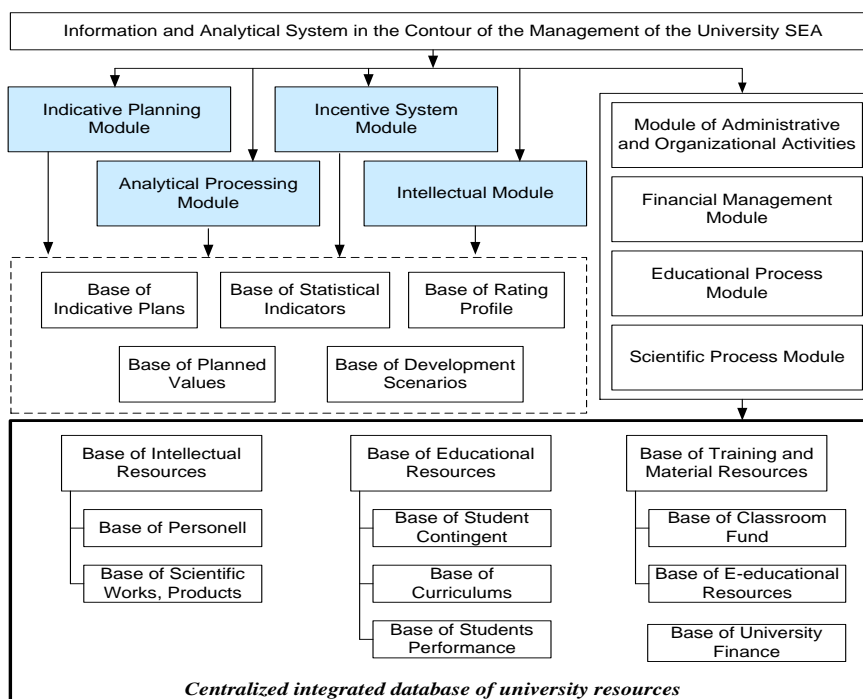 Information and Analytical System in the Contour of the Management of the University SEA
Indicative Planning
Module
Incentive System
Module
Analytical Processing
Module
Intellectual Module
Module of Administrative
and Organizational Activities
Financial Management
Module
Educational Process
Module
Scientific Process Module
Base of
Indicative Plans
Base of Statistical
Indicators
Base of Rating
Profile
Base of Planned
Values
Base of Development
Scenarios
Base of Intellectual
Resources
Base of Personell
Base of Scientific
Works, Products
Base of Educational
Resources
Base of Student
Contingent
Base of
Curriculums
Base of Students
Performance
Base of Training and
Material Resources
Base of Classroom
Fund
Base of E-educational
Resources
Base of University
Finance
Centralized integrated database of university resources